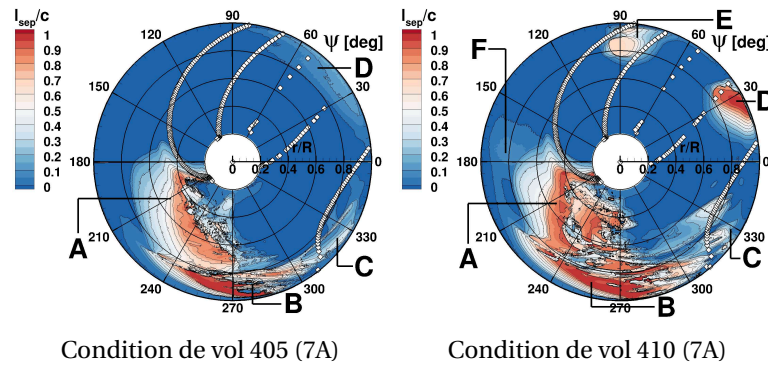 l_sep/c
1
0.9
0.8
0.7
0.6
0.5
0.4
0.3
0.2
0.1
0
90
60
Ψ [deg]
D
120
30
150
180
r/R
0 0.2 0.4 0.6 0.8
0
A
210
330
C
240
B
300
270
Condition de vol 405 (7A)
l_sep/c
1
0.9
0.8
0.7
0.6
0.5
0.4
0.3
0.2
0.1
0
90
E
60
Ψ [deg]
F
120
30
D
150
180
r/R
0 0.2 0.4 0.6 0.8
0
A
210
330
C
240
B
300
270
Condition de vol 410 (7A)